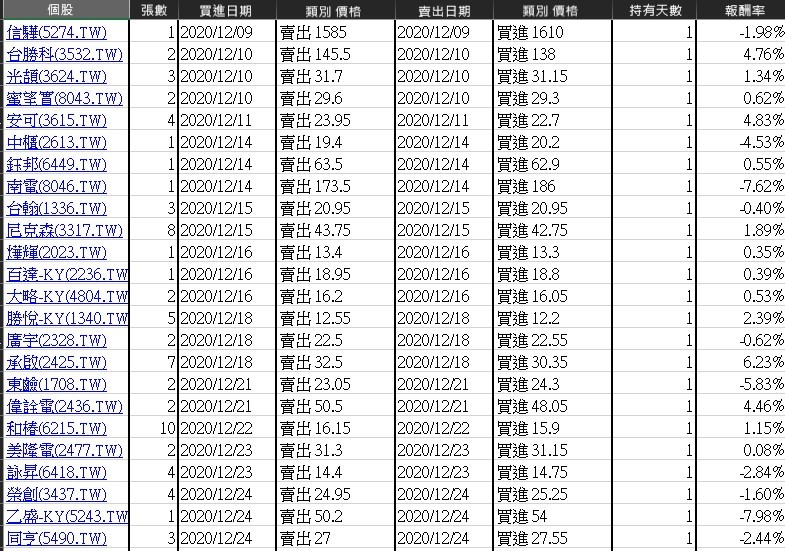 個股 張數 買進日期 類別 價格 賣出日期 類別 價格 持有天數 報酬率
信驊(5274.TW) 1 2020/12/09 賣出 1585 2020/12/09 買進 1610 1 -1.98%
台勝科(3532.TW) 2 2020/12/10 賣出 145.5 2020/12/10 買進 138 1 4.76%
光頡(3624.TW) 3 2020/12/10 賣出 31.7 2020/12/10 買進 31.15 1 1.34%
蜜望實(8043.TW) 2 2020/12/10 賣出 29.6 2020/12/10 買進 29.3 1 0.62%
安可(3615.TW) 4 2020/12/11 賣出 23.95 2020/12/11 買進 22.7 1 4.83%
中櫃(2613.TW) 1 2020/12/14 賣出 19.4 2020/12/14 買進 20.2 1 -4.53%
鈺邦(6449.TW) 1 2020/12/14 賣出 63.5 2020/12/14 買進 62.9 1 0.55%
南電(8046.TW) 1 2020/12/14 賣出 173.5 2020/12/14 買進 186 1 -7.62%
台翰(1336.TW) 3 2020/12/15 賣出 20.95 2020/12/15 買進 20.95 1 -0.40%
尼克森(3317.TW) 8 2020/12/15 賣出 43.75 2020/12/15 買進 42.75 1 1.89%
燁輝(2023.TW) 1 2020/12/16 賣出 13.4 2020/12/16 買進 13.3 1 0.35%
百達-KY(2236.TW 1 2020/12/16 賣出 18.95 2020/12/16 買進 18.8 1 0.39%
大略-KY(4804.TW 2 2020/12/16 賣出 16.2 2020/12/16 買進 16.05 1 0.53%
勝悅-KY(1340.TW 5 2020/12/18 賣出 12.55 2020/12/18 買進 12.2 1 2.39%
廣宇(2328.TW) 2 2020/12/18 賣出 22.5 2020/12/18 買進 22.55 1 -0.62%
承啟(2425.TW) 7 2020/12/18 賣出 32.5 2020/12/18 買進 30.35 1 6.23%
東鹼(1708.TW) 2 2020/12/21 賣出 23.05 2020/12/21 買進 24.3 1 -5.83%
偉詮電(2436.TW) 2 2020/12/21 賣出 50.5 2020/12/21 買進 48.05 1 4.46%
和椿(6215.TW) 10 2020/12/22 賣出 16.15 2020/12/22 買進 15.9 1 1.15%
美隆電(2477.TW) 2 2020/12/23 賣出 31.3 2020/12/23 買進 31.15 1 0.08%
詠昇(6418.TW) 4 2020/12/23 賣出 14.4 2020/12/23 買進 14.75 1 -2.84%
榮創(3437.TW) 4 2020/12/24 賣出 24.95 2020/12/24 買進 25.25 1 -1.60%
乙盛-KY(5243.TW 1 2020/12/24 賣出 50.2 2020/12/24 買進 54 1 -7.98%
同亨(5490.TW) 3 2020/12/24 賣出 27 2020/12/24 買進 27.55 1 -2.44%